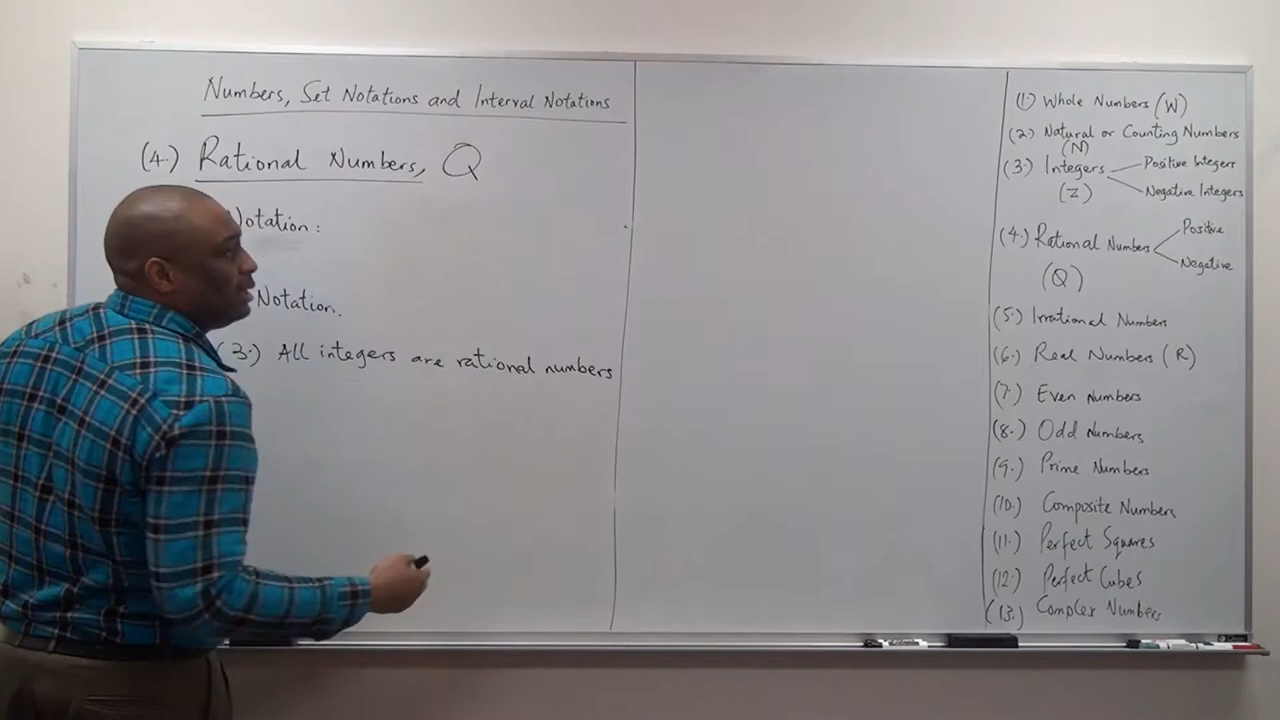 Numbers, Set Notations and Interval Notations
(4.) Rational Numbers, Q
Notation:
Notation.
(3.) All integers are rational numbers
(1) Whole Numbers (W)
(2.) Natural or Counting Numbers
(N)
(3.) Integers
Positive Integers
Negative Integers
(Z)
(4.) Rational Numbers
Positive
Negative
(Q)
(5.) Irrational Numbers
(6.) Real Numbers (R)
(7.) Even Numbers
(8.) Odd Numbers
(9.) Prime Numbers
(10.) Composite Numbers
(11.) Perfect Squares
(12.) Perfect Cubes
(13.) Complex Numbers